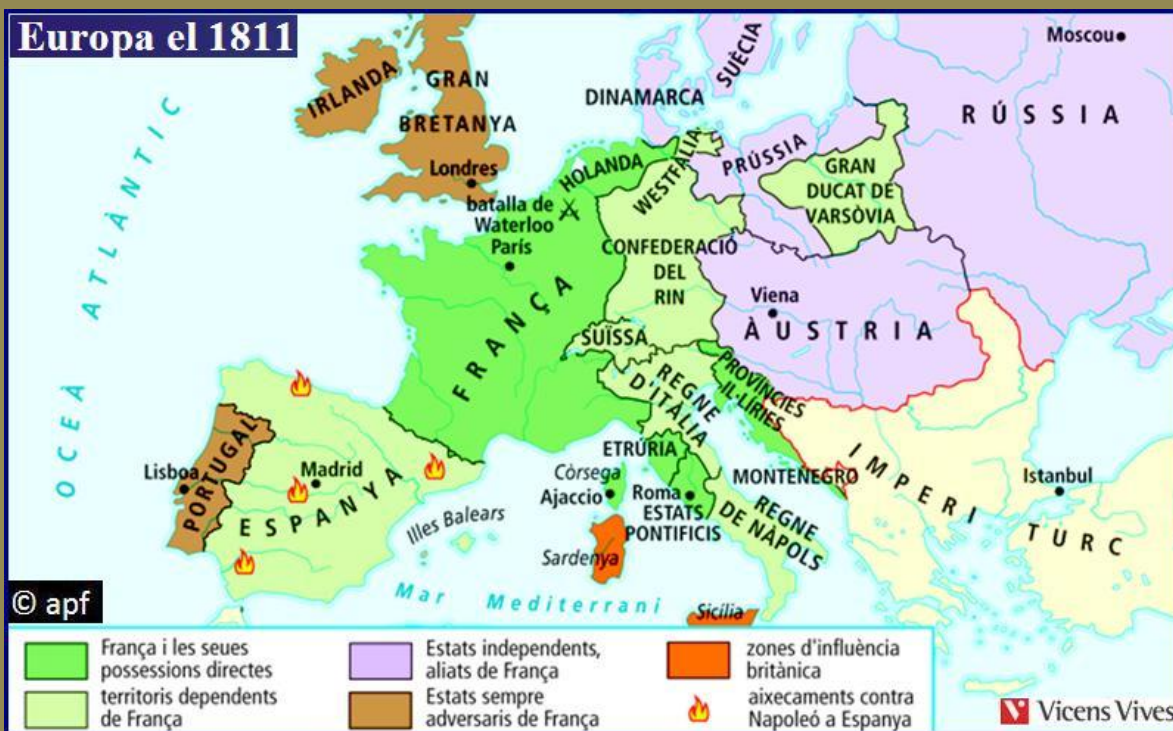 Europa el 1811
Moscou
SUÈCIA
IRLANDA
GRAN
BRETANYA
DINAMARCA
RÚSSIA
Londres
HOLANDA
WESTFÀLIA
PRÚSSIA
GRAN
DUCAT DE
VARSÒVIA
batalla de
Waterloo
París
CONFEDERACIÓ
DEL
RIN
OCEÀ ATLÀNTIC
FRANÇA
Viena
ÀUSTRIA
SUÏSSA
REGNE
D'ITÀLIA
PROVÍNCIES
IL·LÍRIES
PORTUGAL
Lisboa
Madrid
ESPANYA
Illes Balears
ETRÚRIA
Còrsega
Ajaccio
Roma
ESTATS
PONTIFICIS
MONTENEGRO
REGNE
DE NÀPOLS
IMPERI TURC
Istanbul
Sardenya
Mar Mediterrani
Sicília
© apf
França i les seues
possessions directes
territoris dependents
de França
Estats independents,
aliats de França
Estats sempre
adversaris de França
zones d'influència
britànica
aixecaments contra
Napoleó a Espanya
Vicens Vives